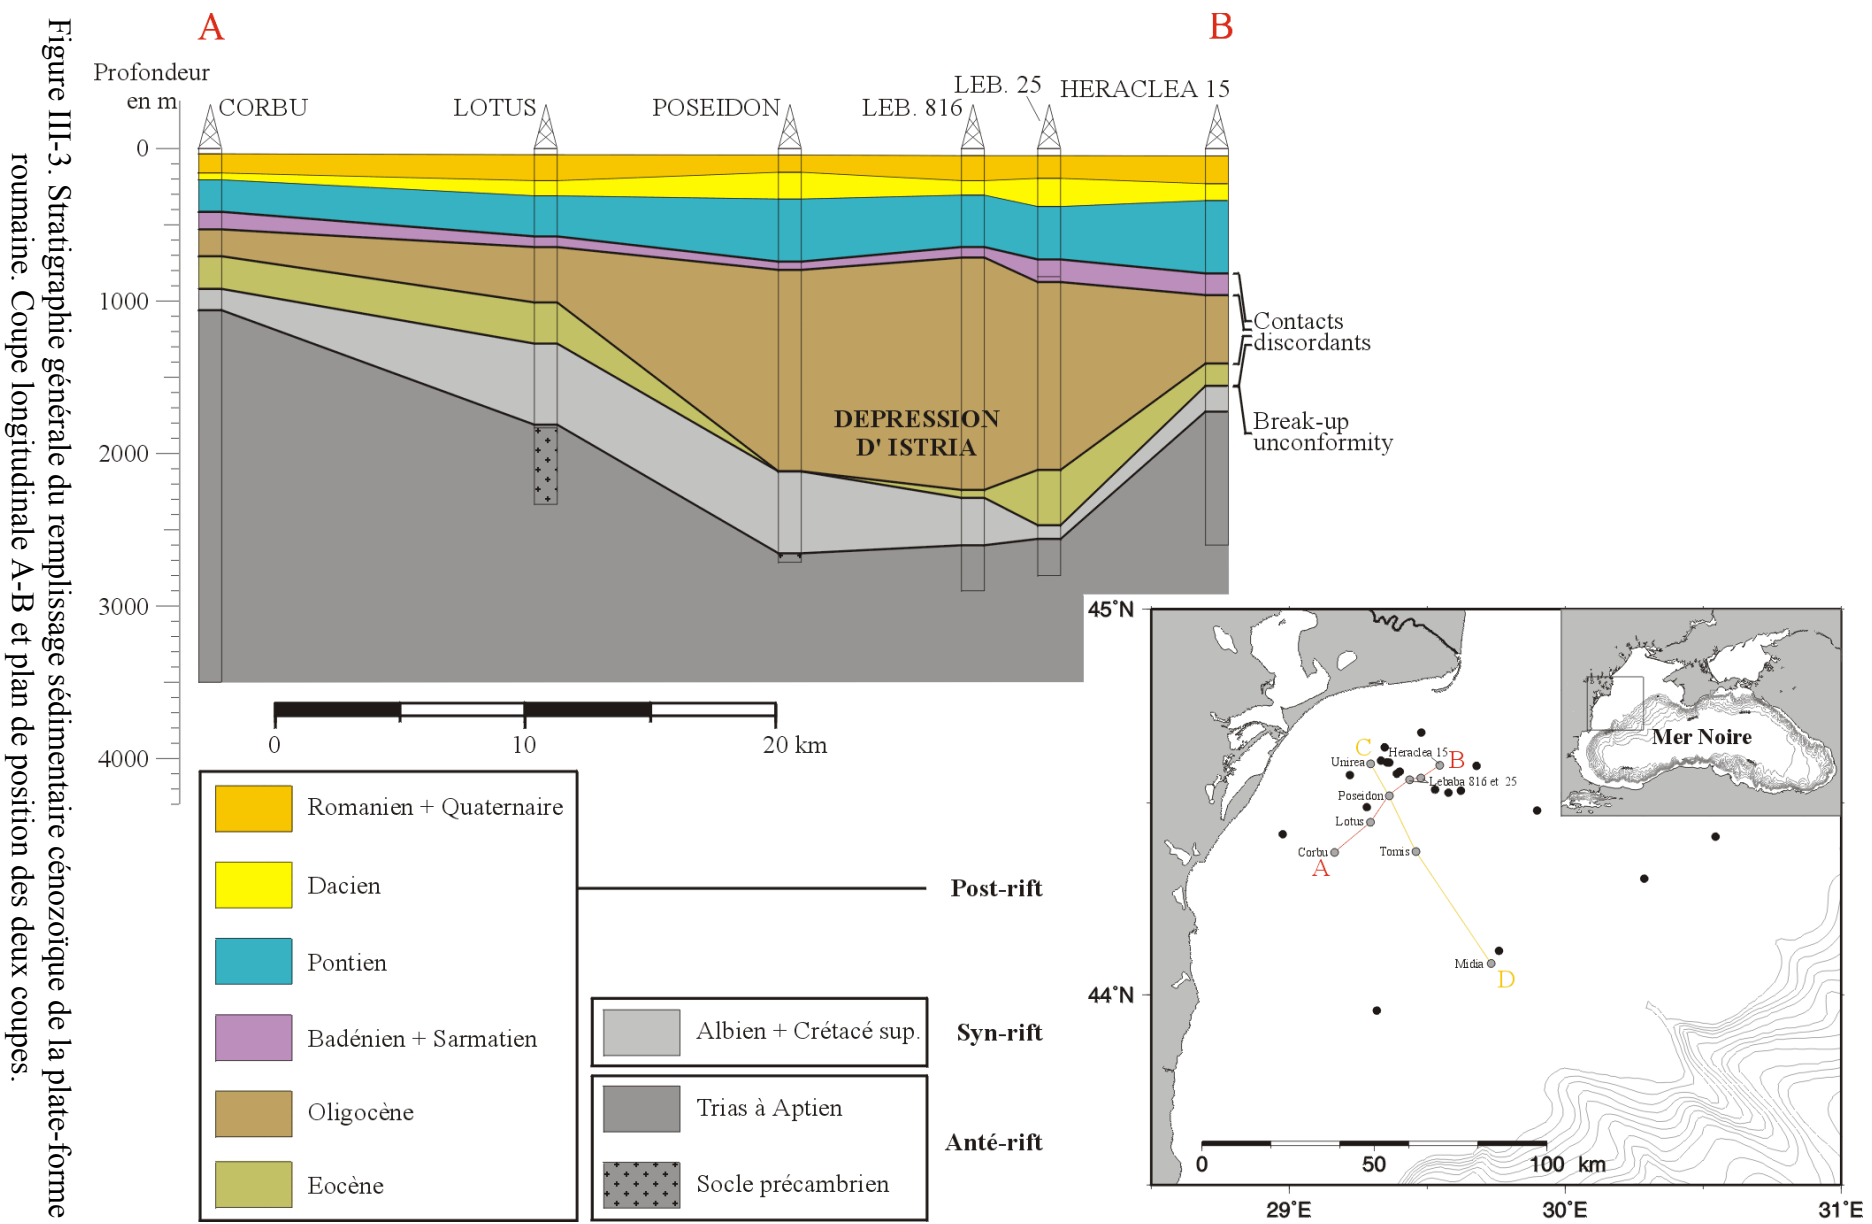 Figure III-3. Stratigraphie générale du remplissage sédimentaire cénozoïque de la plate-forme
roumaine. Coupe longitudinale A-B et plan de position des deux coupes.
A
B
Profondeur
en m
CORBU
LOTUS
POSEIDON
LEB. 816
LEB. 25
HERACLEA 15
0
1000
2000
3000
4000
DEPRESSION
D' ISTRIA
Contacts
discordants
Break-up
unconformity
0
10
20 km
Romanien + Quaternaire
Dacien
Pontien
Badénien + Sarmatien
Oligocène
Eocène
Post-rift
Albien + Crétacé sup.
Syn-rift
Trias à Aptien
Socle précambrien
Anté-rift
45°N
44°N
29°E
30°E
31°E
Mer Noire
C
Heraclea 15
B
Unirea
Lebaba 816 et 25
Poseidon
Lotus
Corbu
A
Tomis
Midia
D
0
50
100 km